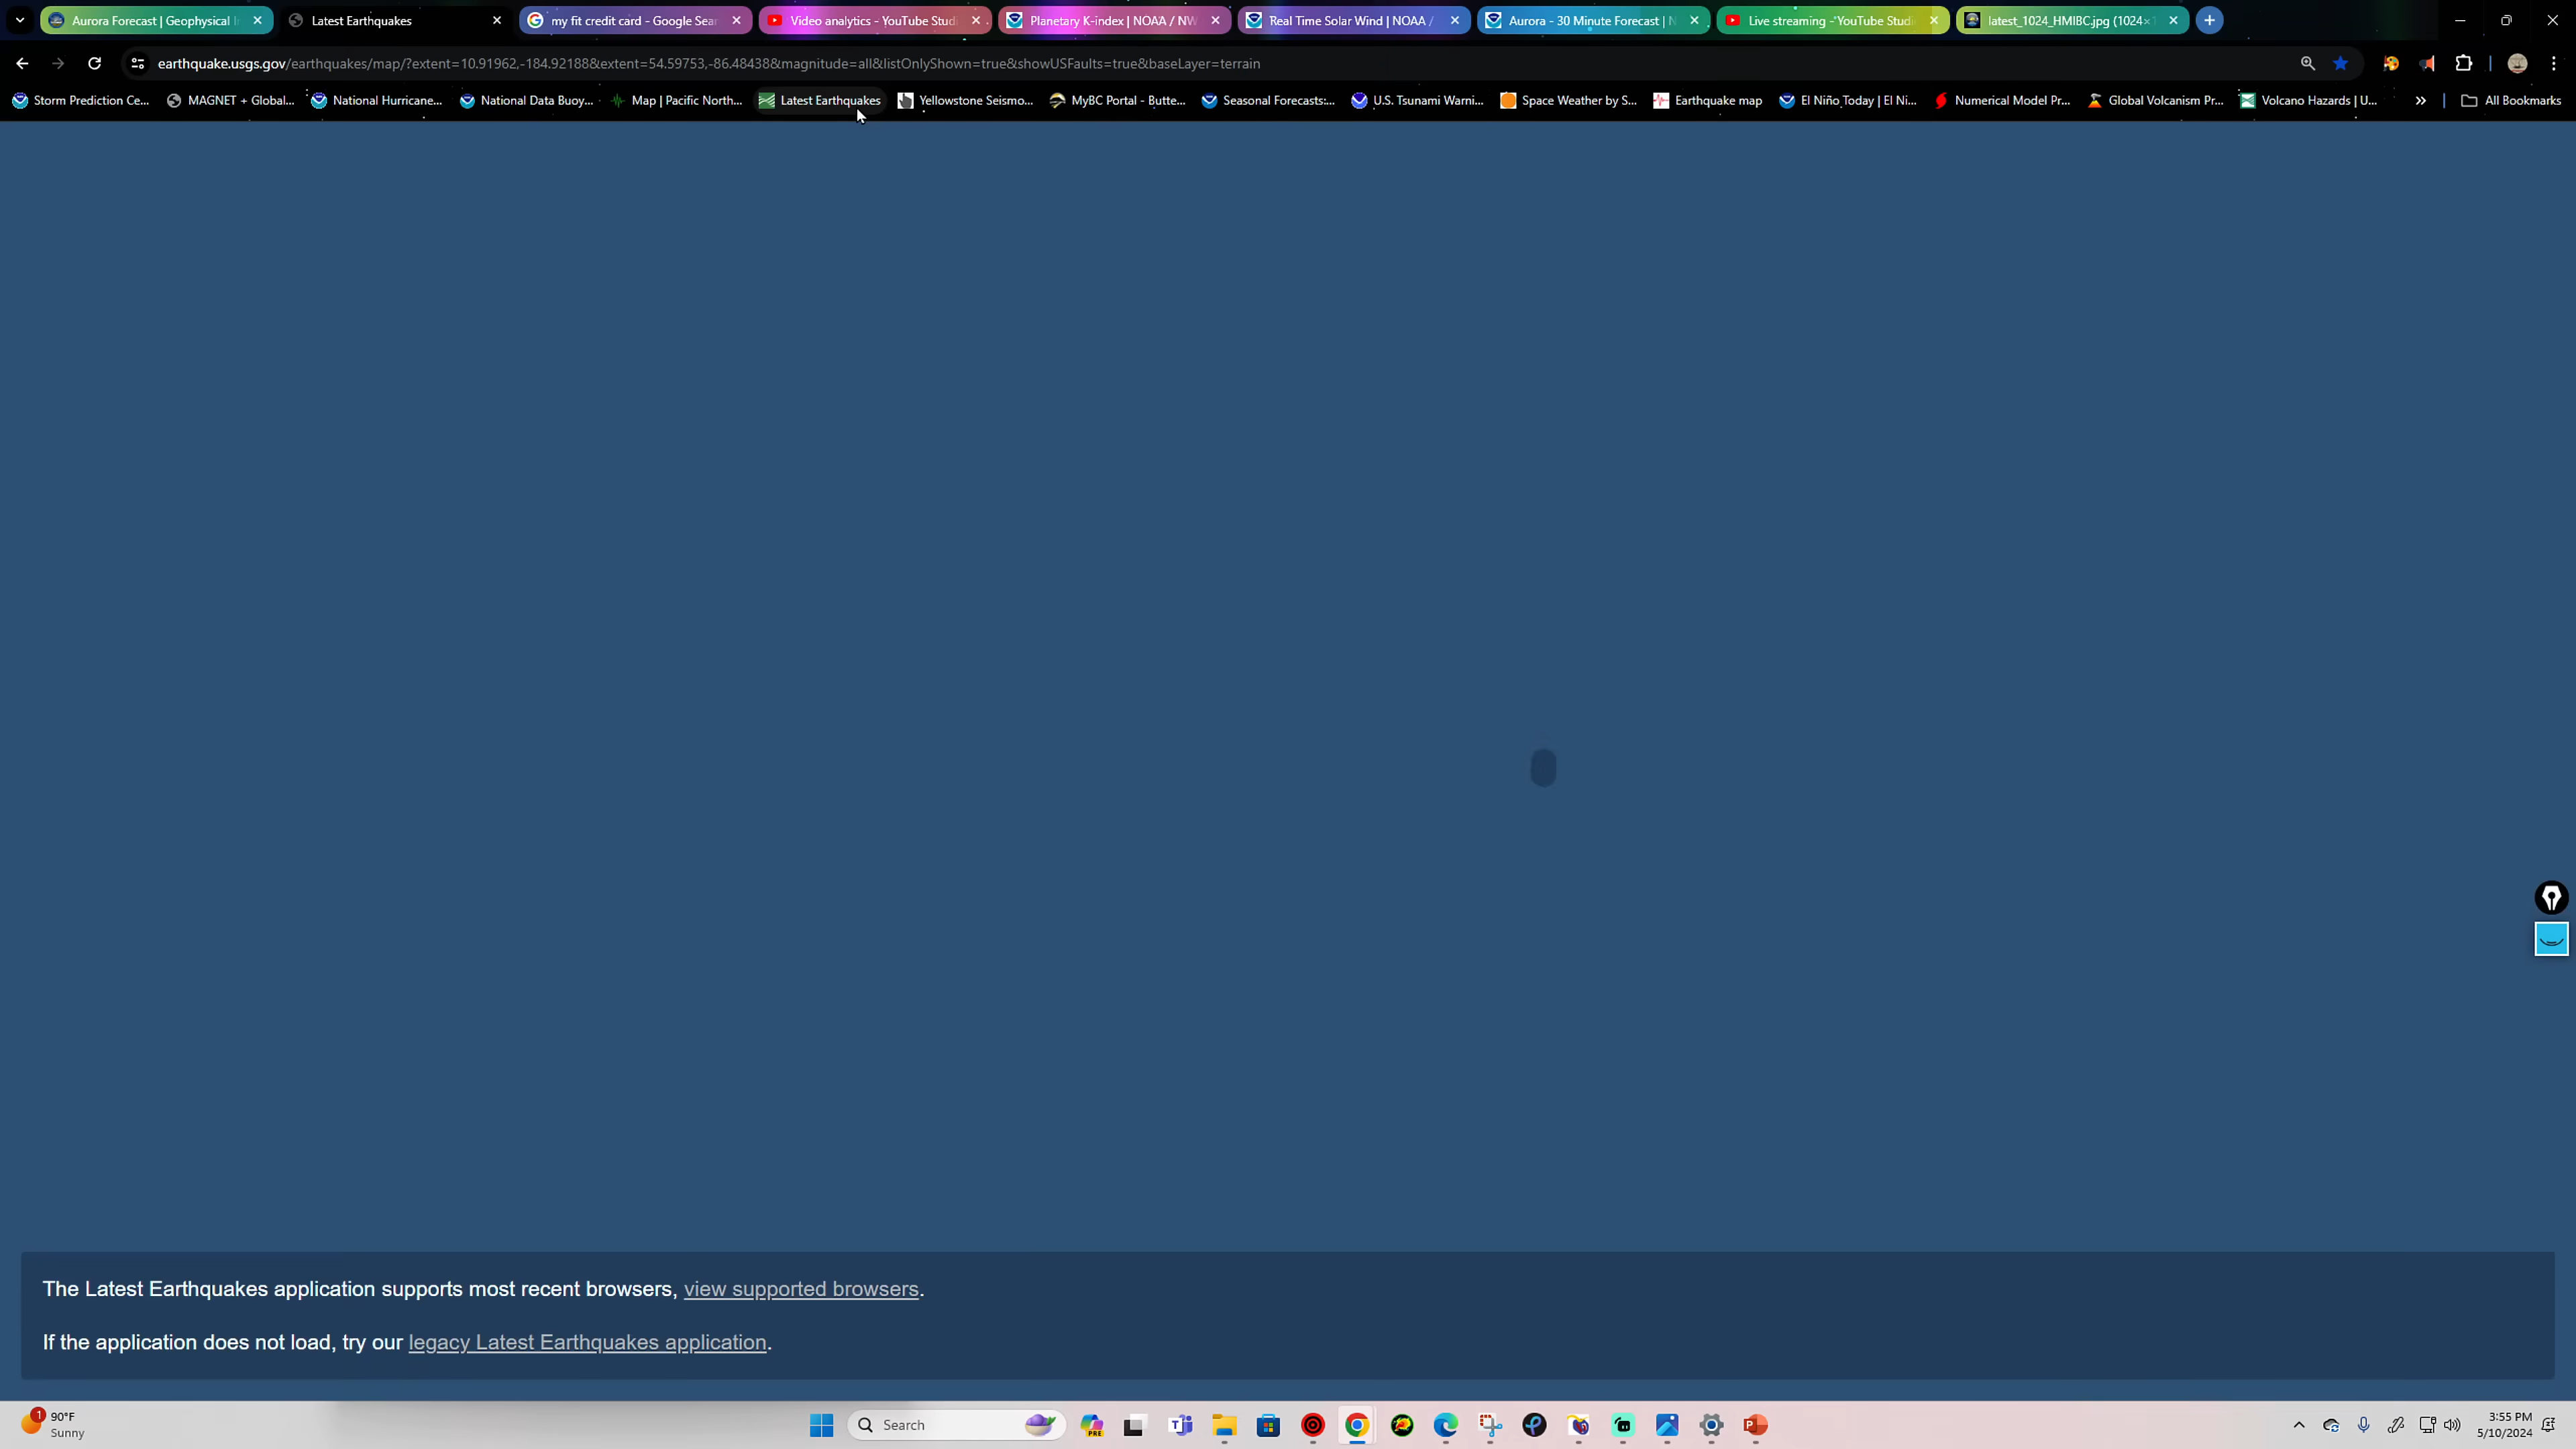 Aurora Forecast | Geophysical I
Latest Earthquakes
my fit credit card - Google Sear
Video analytics - YouTube Studi
Planetary K-index | NOAA / NW
Real Time Solar Wind | NOAA /
Aurora - 30 Minute Forecast | N
Live streaming - YouTube Studi
latest_1024_HMIBC.jpg (1024×1
earthquake.usgs.gov/earthquakes/map/?extent=10.91962,-184.92188&extent=54.59753,-86.48438&magnitude=all&listOnlyShown=true&showUSFaults=true&baseLayer=terrain
Storm Prediction Ce...
MAGNET + Global...
National Hurricane...
National Data Buoy...
Map | Pacific North...
Latest Earthquakes
Yellowstone Seismo...
MyBC Portal - Butte...
Seasonal Forecasts:...
U.S. Tsunami Warni...
Space Weather by S...
Earthquake map
El Niño Today | El Ni...
Numerical Model Pr...
Global Volcanism Pr...
Volcano Hazards | U...
All Bookmarks
The Latest Earthquakes application supports most recent browsers, view supported browsers.
If the application does not load, try our legacy Latest Earthquakes application.
1
90°F
Sunny
Search
PRE
3:55 PM
5/10/2024